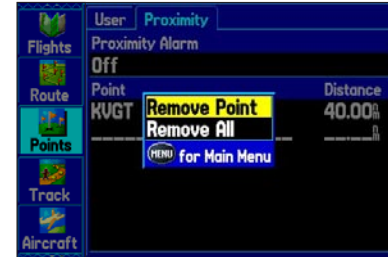 User Proximity
Flights
Proximity Alarm
Off
Route
Point Distance
KVGT 40.00
Remove Point
Remove All
MENU for Main Menu
Points
Track
Aircraft